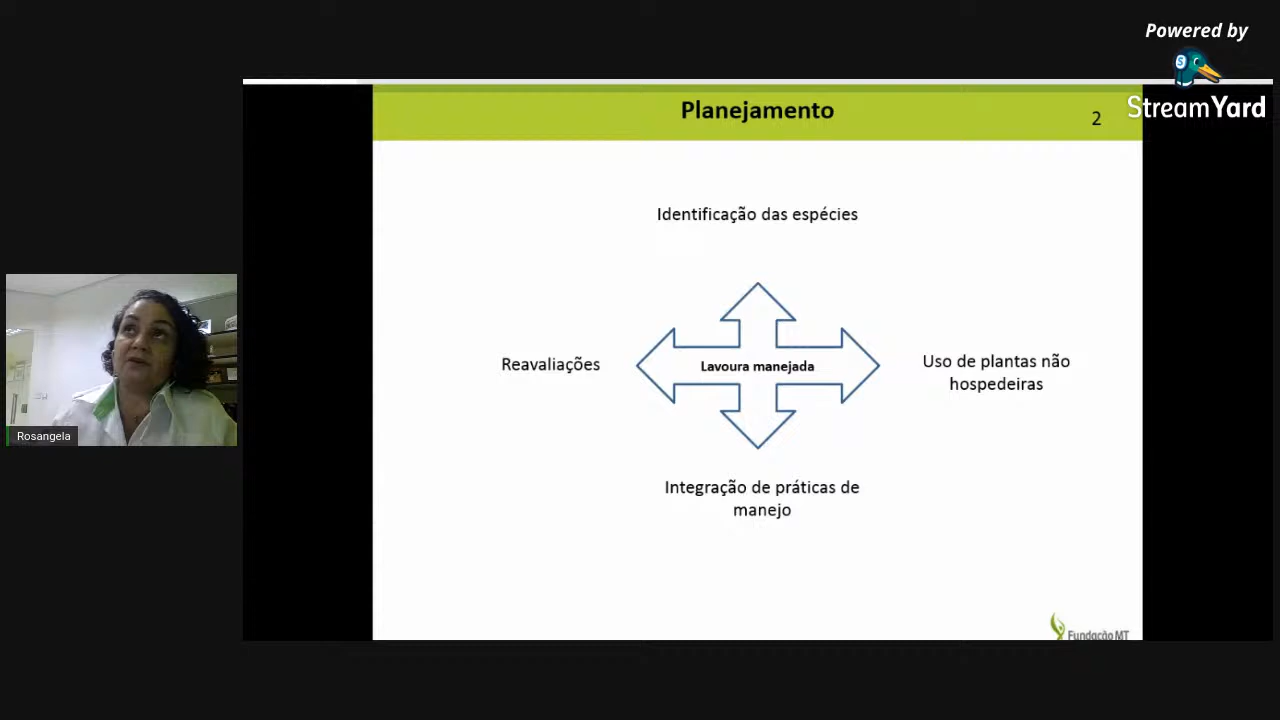 Powered by
StreamYard
Planejamento
2
Identificação das espécies
Reavaliações
Lavoura manejada
Uso de plantas não
hospedeiras
Integração de práticas de
manejo
Rosangela
Fundação MT